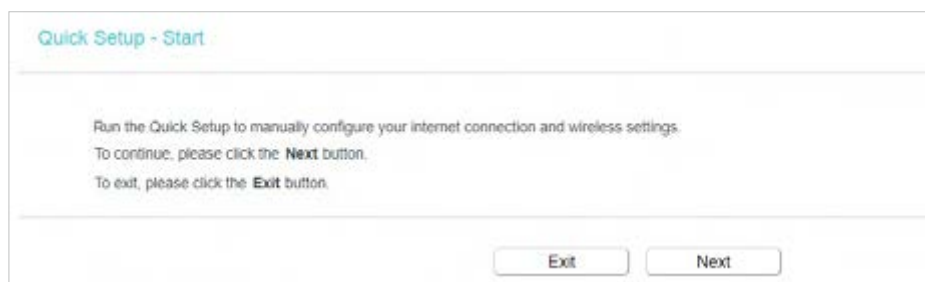 Quick Setup - Start
Run the Quick Setup to manually configure your internet connection and wireless settings.
To continue, please click the Next button.
To exit, please click the Exit button.
Exit Next